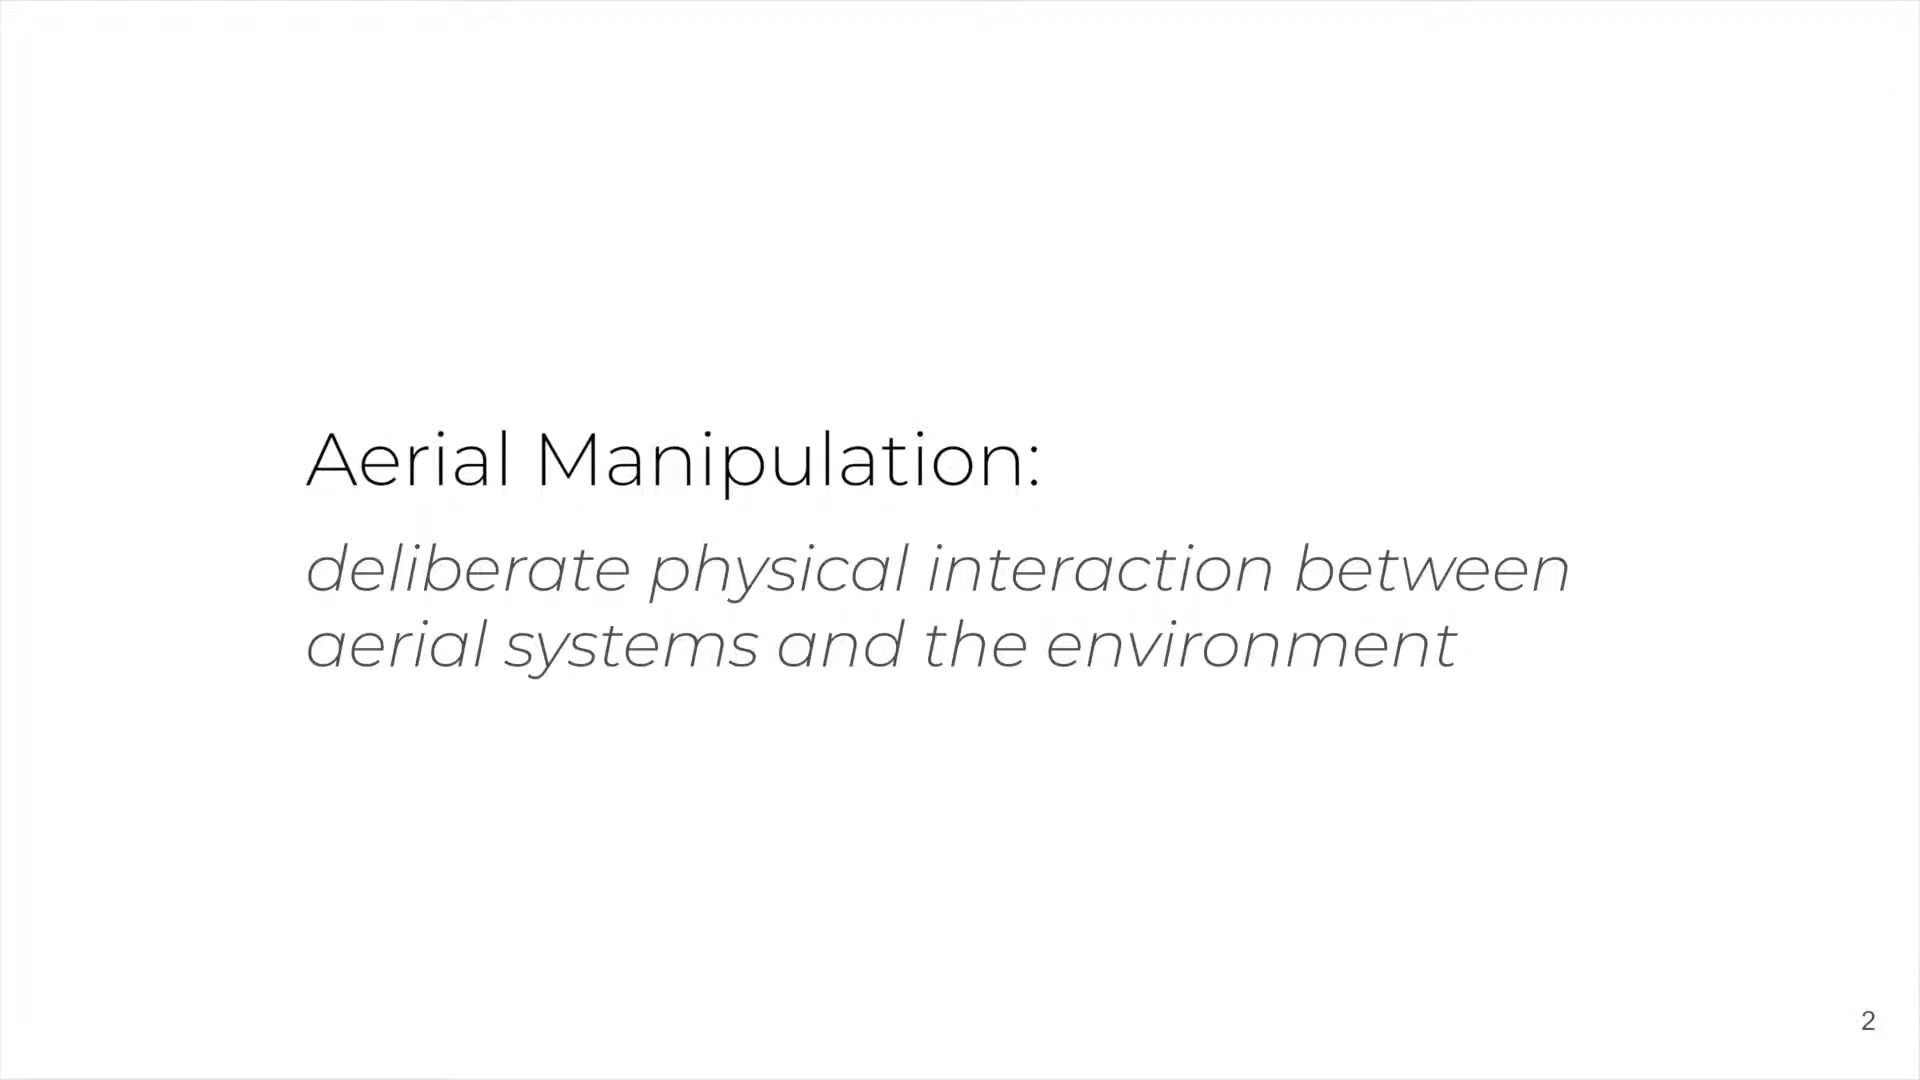 Aerial Manipulation:
deliberate physical interaction between
aerial systems and the environment
2